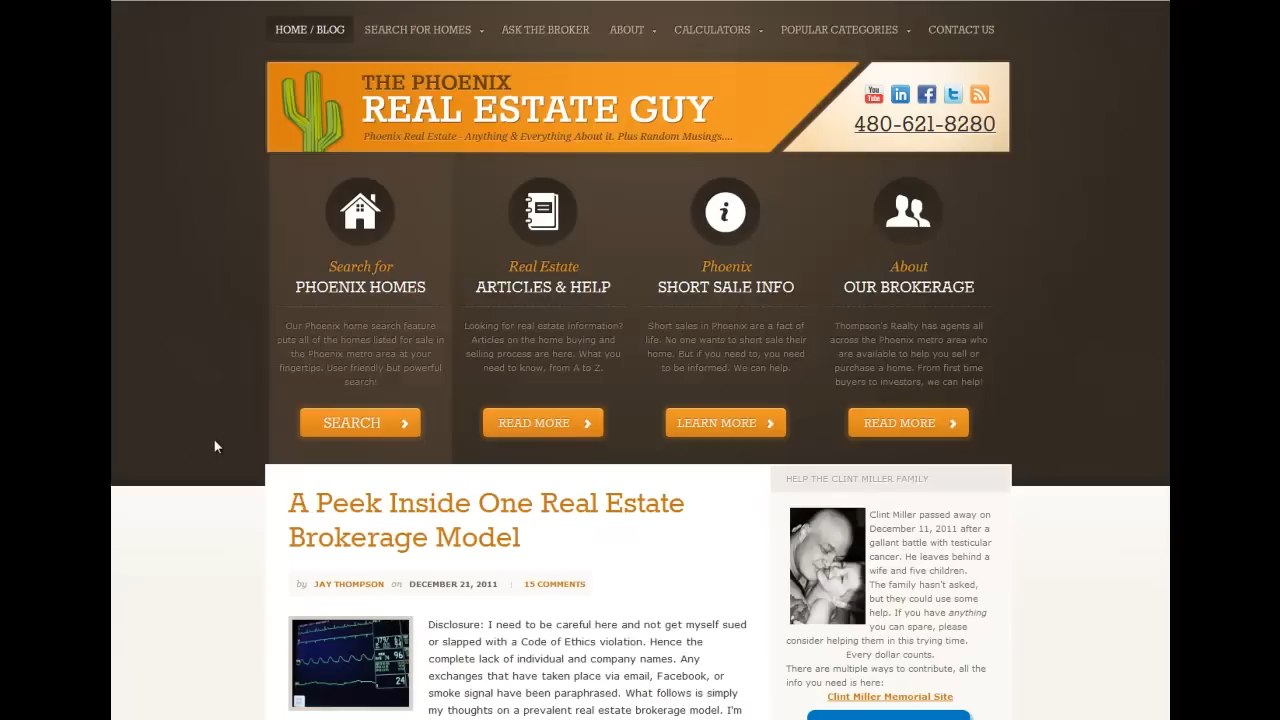 HOME / BLOG SEARCH FOR HOMES ASK THE BROKER ABOUT CALCULATORS POPULAR CATEGORIES CONTACT US
THE PHOENIX
REAL ESTATE GUY
Phoenix Real Estate - Anything & Everything About it. Plus Random Musings....
You Tube
480-621-8280
Search for
PHOENIX HOMES
Our Phoenix home search feature
puts all of the homes listed for sale in
the Phoenix metro area at your
fingertips. User friendly but powerful
search!
SEARCH
Real Estate
ARTICLES & HELP
Looking for real estate information?
Articles on the home buying and
selling process are here. What you
need to know, from A to Z.
READ MORE
Phoenix
SHORT SALE INFO
Short sales in Phoenix are a fact of
life. No one wants to short sale their
home. But if you need to, you need
to be informed. We can help.
LEARN MORE
About
OUR BROKERAGE
Thompson's Realty has agents all
across the Phoenix metro area who
are available to help you sell or
purchase a home. From first time
buyers to investors, we can help!
READ MORE
A Peek Inside One Real Estate
Brokerage Model
by JAY THOMPSON on DECEMBER 21, 2011 | 15 COMMENTS
Disclosure: I need to be careful here and not get myself sued
or slapped with a Code of Ethics violation. Hence the
complete lack of individual and company names. Any
exchanges that have taken place via email, Facebook, or
smoke signal have been paraphrased. What follows is simply
my thoughts on a prevalent real estate brokerage model. I'm
HELP THE CLINT MILLER FAMILY
Clint Miller passed away on
December 11, 2011 after a
gallant battle with testicular
cancer. He leaves behind a
wife and five children.
The family hasn't asked,
but they could use some
help. If you have anything
you can spare, please
consider helping them in this trying time.
Every dollar counts.
There are multiple ways to contribute, all the
info you need is here:
Clint Miller Memorial Site